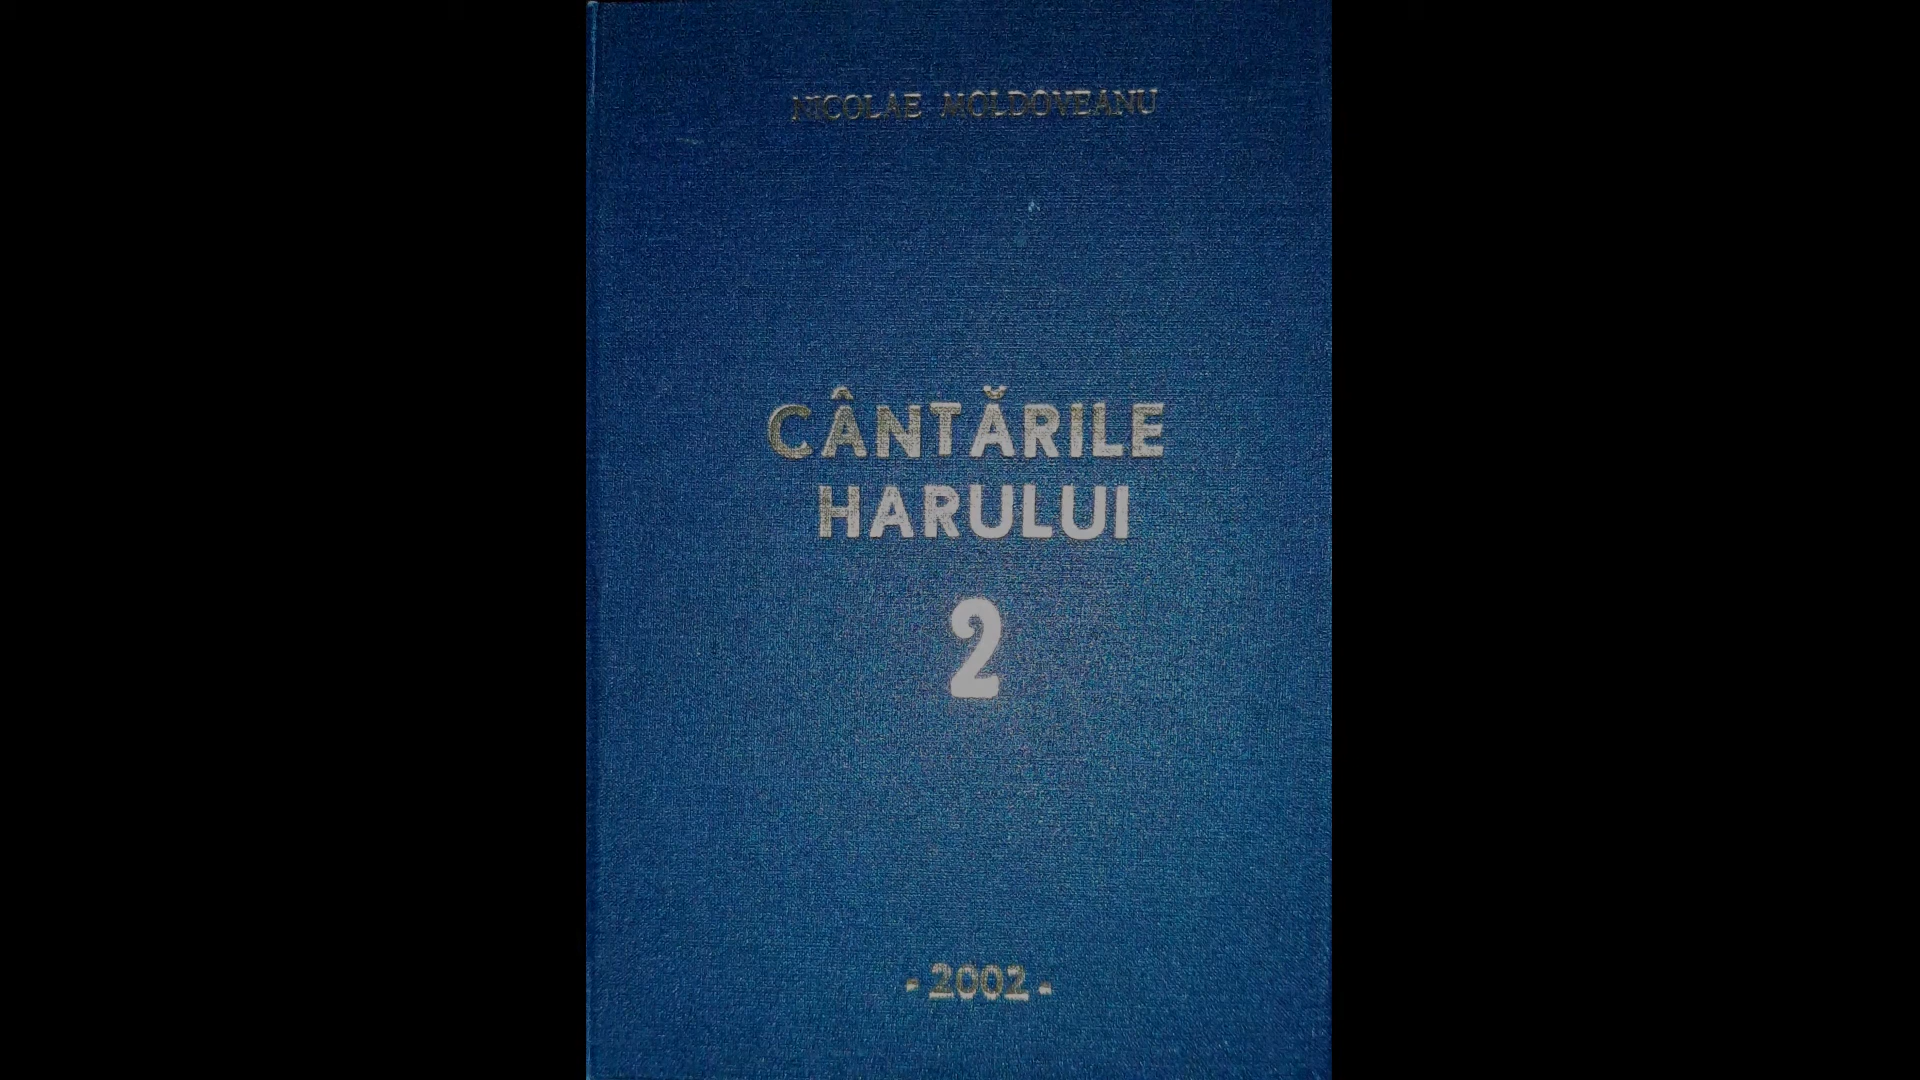 NICOLAE MOLDOVEANU
CÂNTĂRILE
HARULUI
2
- 2002 -